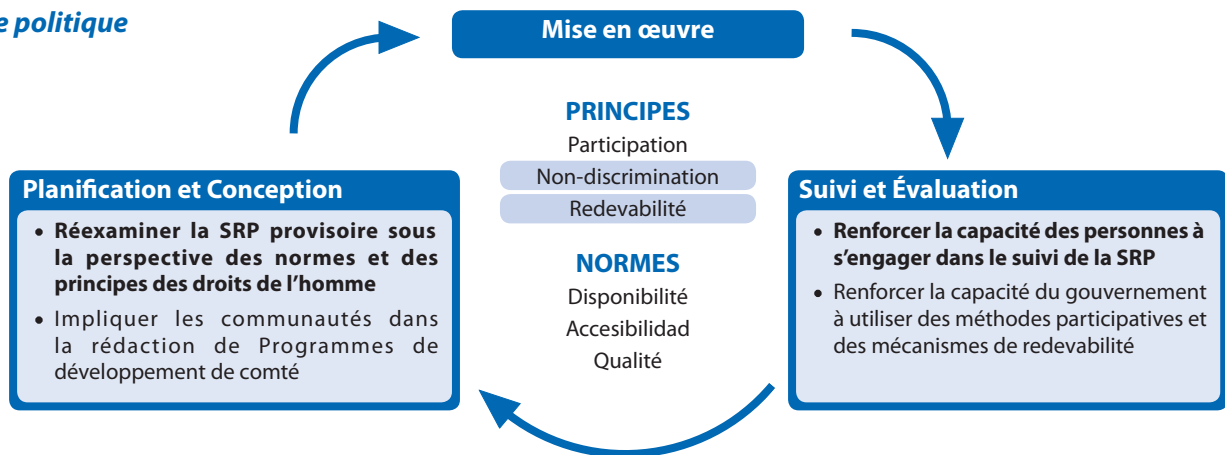 e politique
Mise en œuvre
PRINCIPES
Participation
Non-discrimination
Redevabilité
NORMES
Disponibilité
Accesibilidad
Qualité
Planification et Conception
• Réexaminer la SRP provisoire sous
la perspective des normes et des
principes des droits de l’homme
• Impliquer les communautés dans
la rédaction de Programmes de
développement de comté
Suivi et Évaluation
• Renforcer la capacité des personnes à
s’engager dans le suivi de la SRP
• Renforcer la capacité du gouvernement
à utiliser des méthodes participatives et
des mécanismes de redevabilité